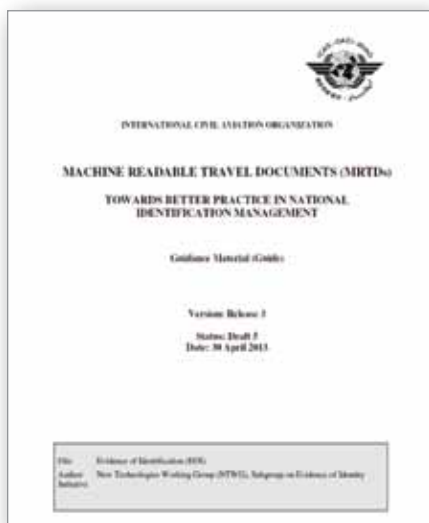 INTERNATIONAL CIVIL AVIATION ORGANIZATION
MACHINE READABLE TRAVEL DOCUMENTS (MRTDs)
TOWARDS BETTER PRACTICE IN NATIONAL
IDENTIFICATION MANAGEMENT
Guidance Material (Guide)
Version: Release 3
Status: Draft 5
Date: 30 April 2013
File: Evidence of Identification
Author: New Technologies Working Group (NTWG), Subgroup on Evidence of Identity